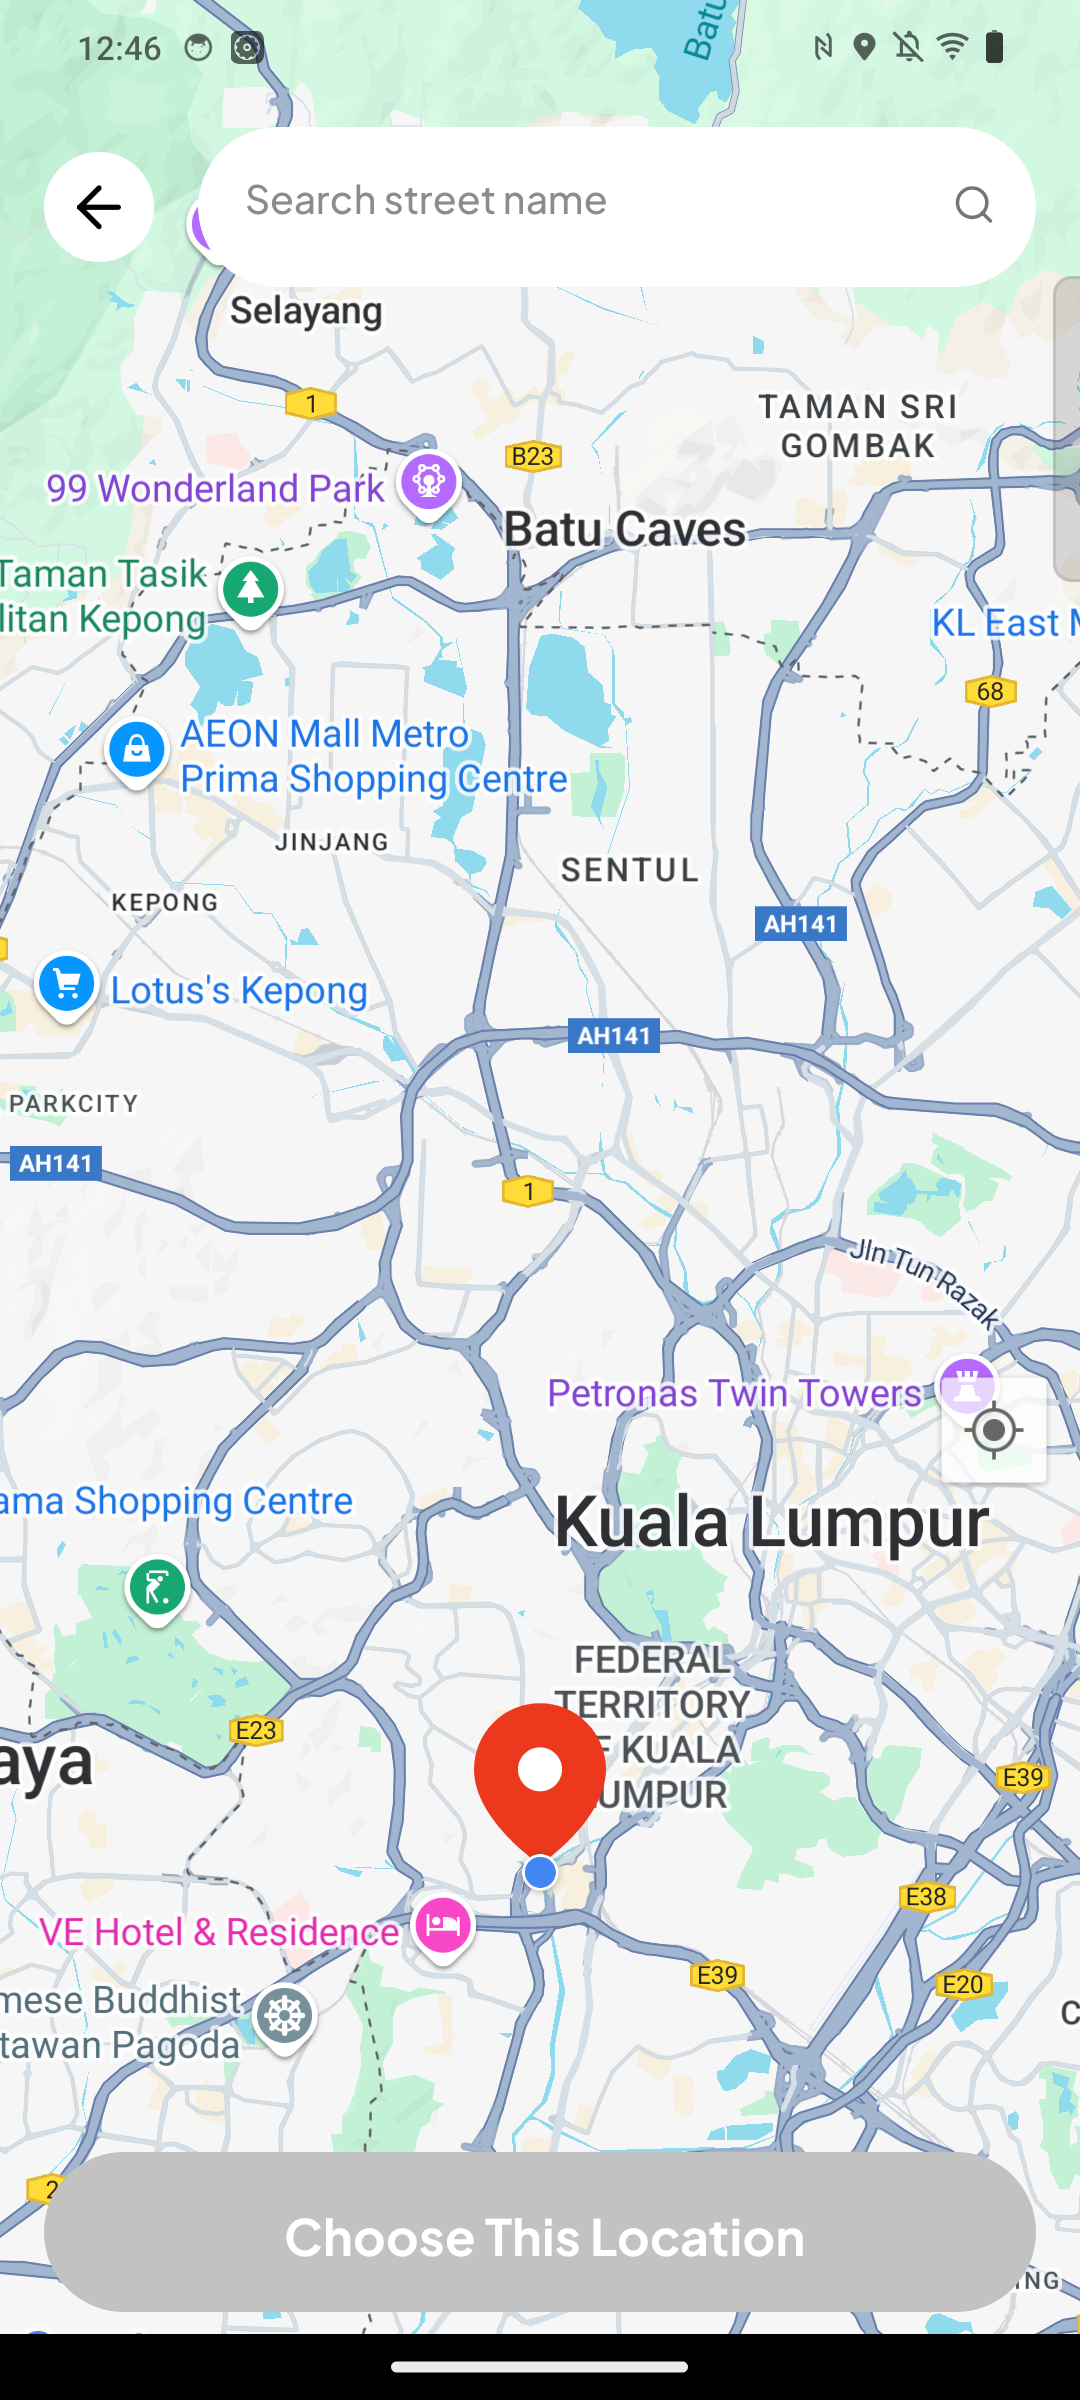 12:46
Batu
Search street name
Selayang
1
B23
TAMAN SRI
GOMBAK
99 Wonderland Park
Batu Caves
Taman Tasik
litan Kepong
KL East M
68
AEON Mall Metro
Prima Shopping Centre
JINJANG
SENTUL
KEPONG
AH141
Lotus's Kepong
AH141
PARKCITY
AH141
1
Jln Tun Razak
Petronas Twin Towers
ama Shopping Centre
Kuala Lumpur
FEDERAL
TERRITORY
F KUALA
UMPUR
E23
aya
E39
E38
VE Hotel & Residence
E39
E20
mese Buddhist
tawan Pagoda
C
2
Choose This Location
NG